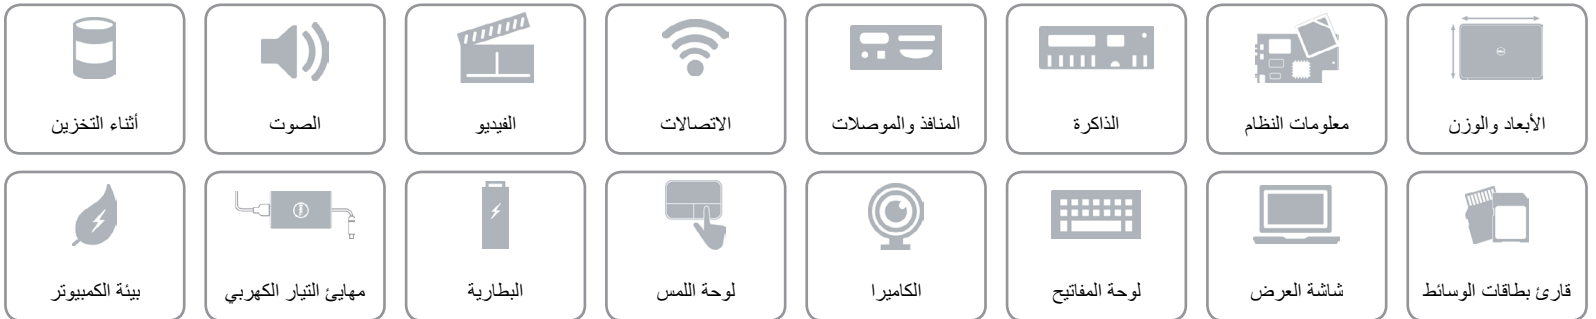 الأبعاد والوزن
معلومات النظام
الذاكرة
المنافذ والموصلات
الاتصالات
الفيديو
الصوت
أثناء التخزين
قارئ بطاقات الوسائط
شاشة العرض
لوحة المفاتيح
الكاميرا
لوحة اللمس
البطارية
مهايئ التيار الكهربي
بيئة الكمبيوتر